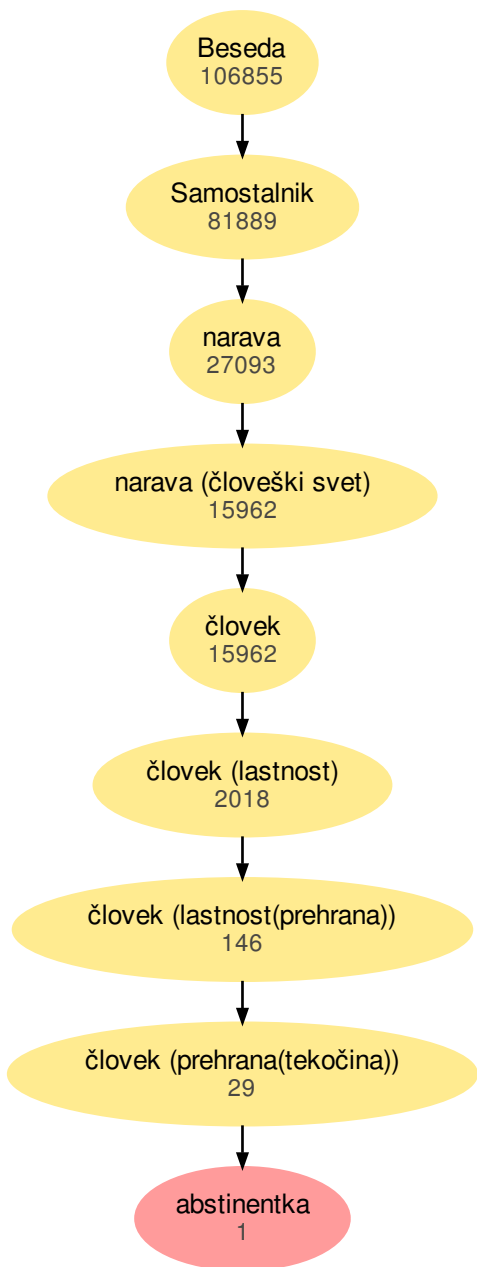 Beseda
106855
Samostalnik
81889
narava
27093
narava (človeški svet)
15962
človek
15962
človek (lastnost)
2018
človek (lastnost(prehrana))
146
človek (prehrana(tekočina))
29
abstinentka
1